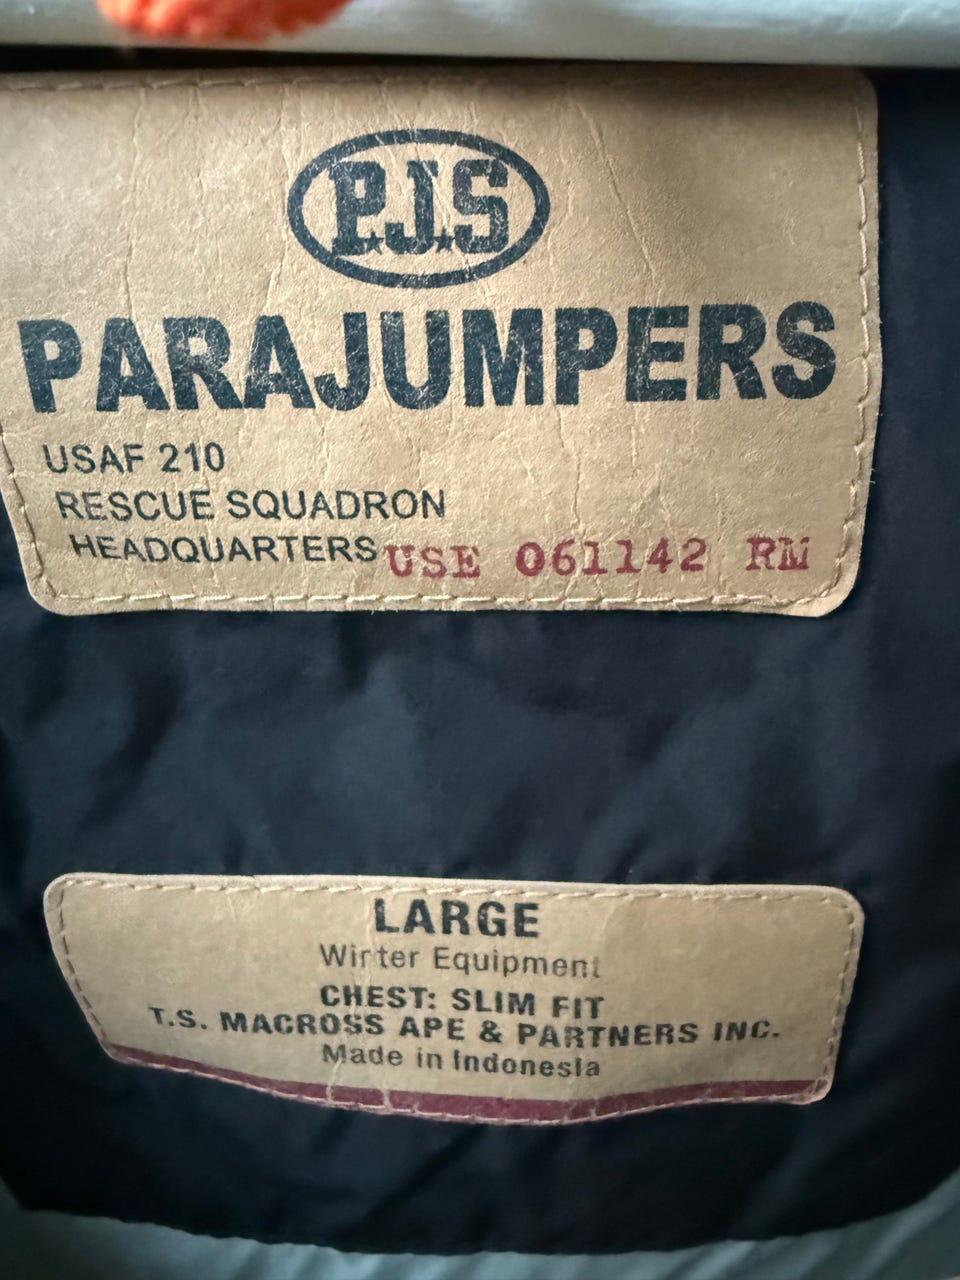 P.J.S
PARAJUMPERS
USAF 210
RESCUE SQUADRON
HEADQUARTERS USE 061142 RM
LARGE
Winter Equipment
CHEST: SLIM FIT
T.S. MACROSS APE & PARTNERS INC.
Made in Indonesia